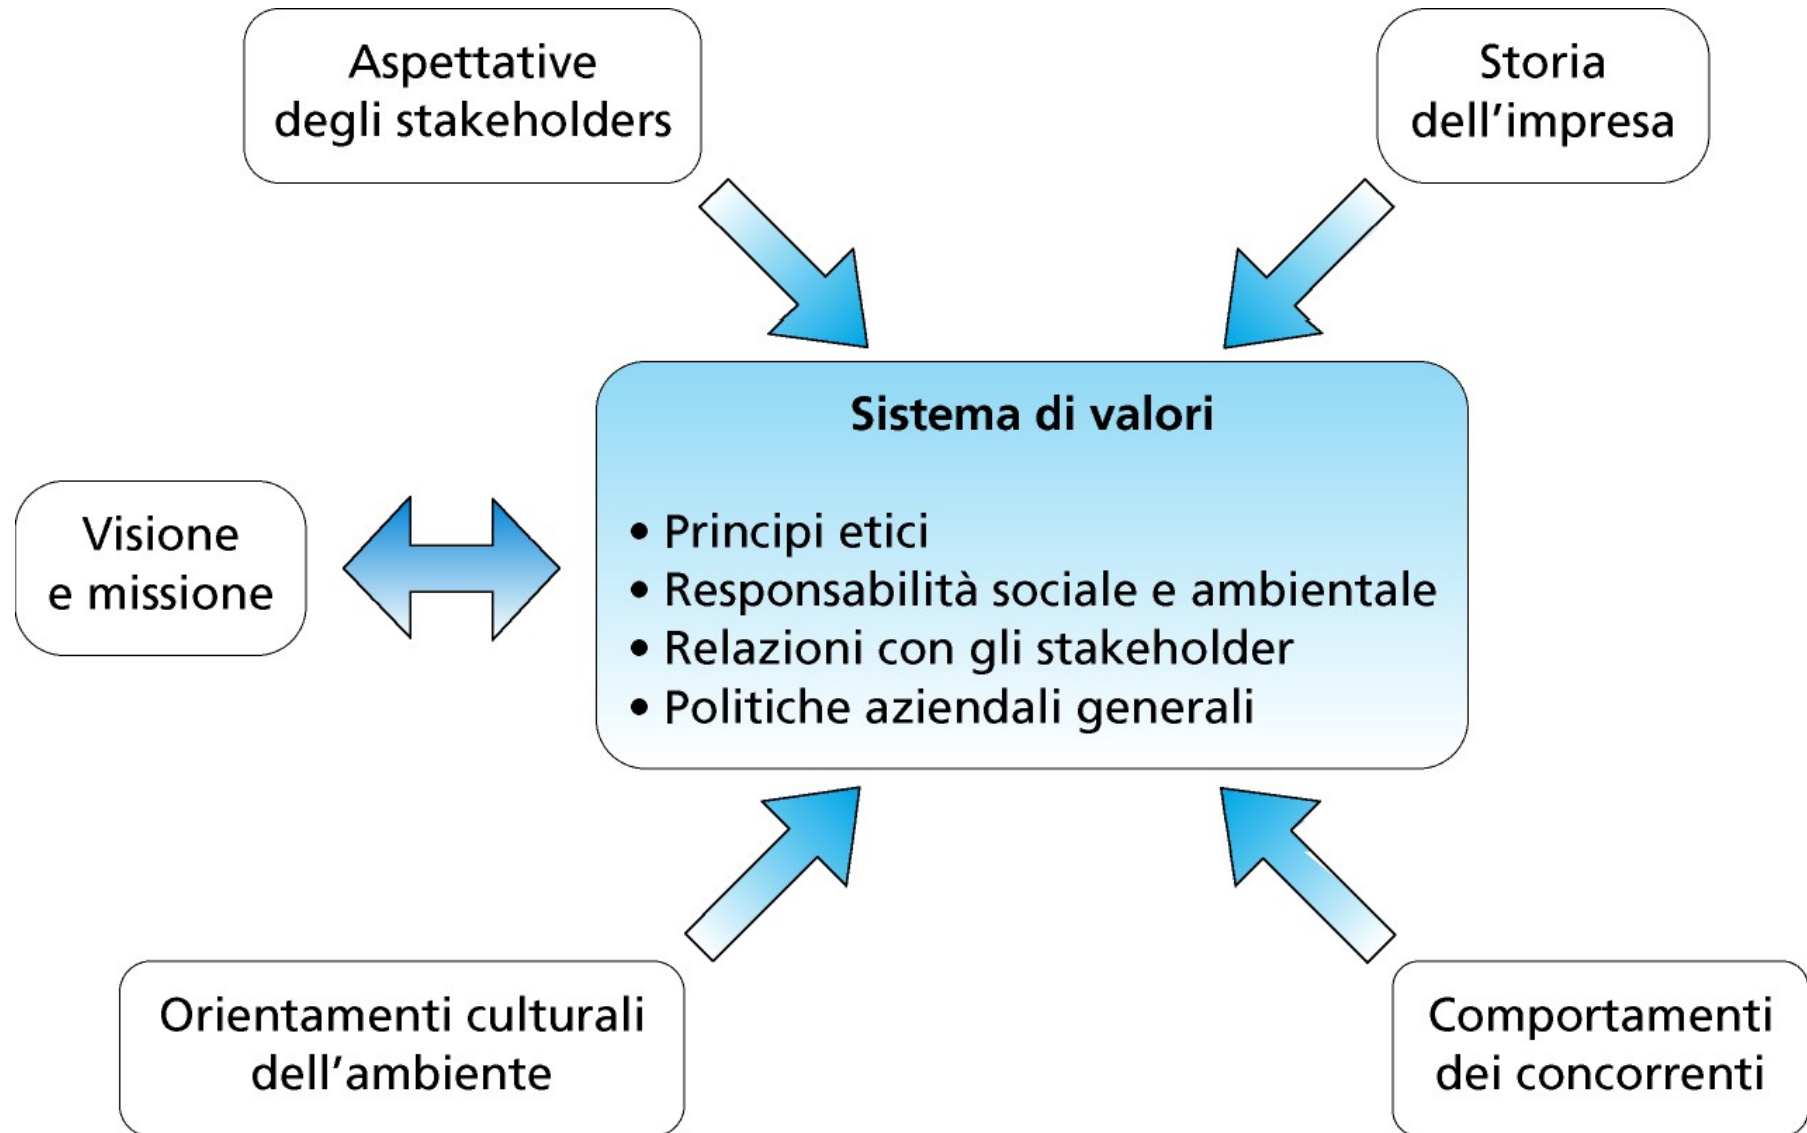 Aspettative
degli stakeholders
Storia
dell'impresa
Sistema di valori
• Principi etici
• Responsabilità sociale e ambientale
• Relazioni con gli stakeholder
• Politiche aziendali generali
Visione
e missione
Orientamenti culturali
dell'ambiente
Comportamenti
dei concorrenti